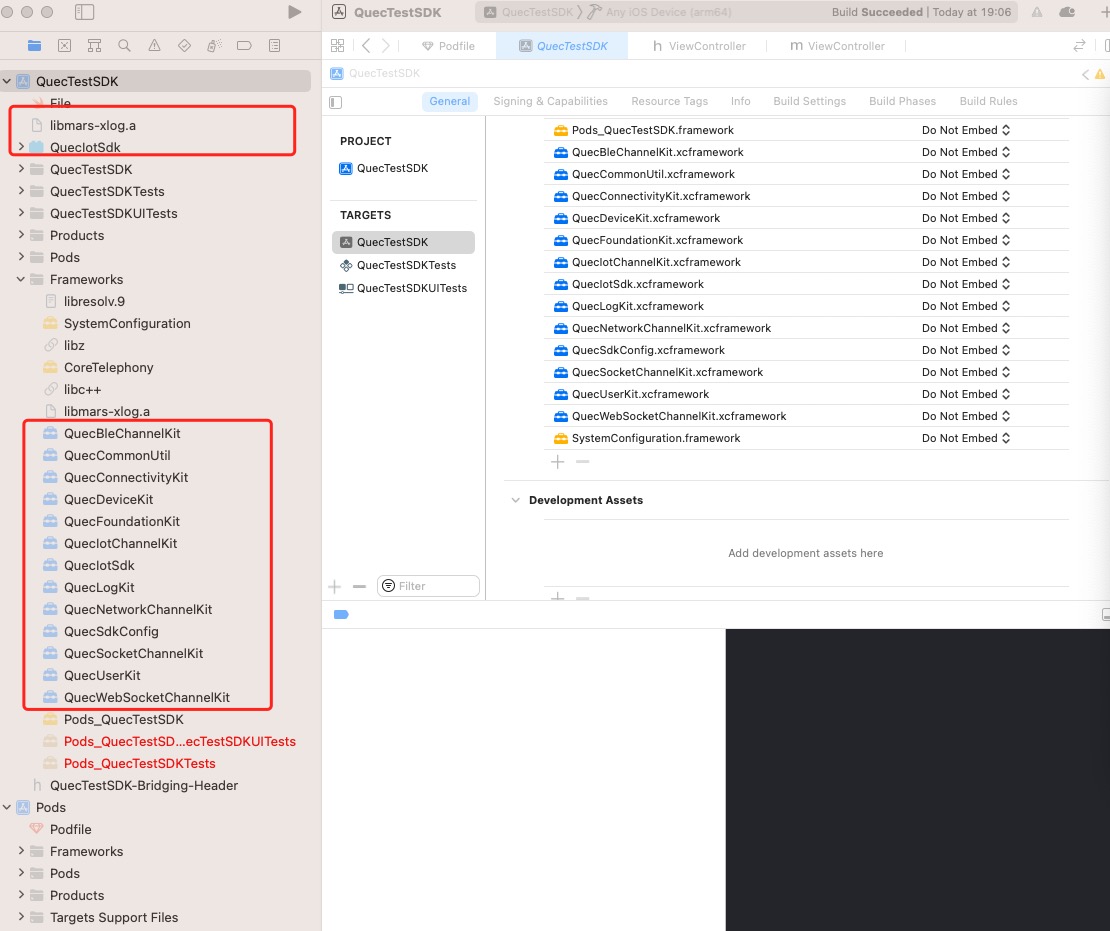 QuecTestSDK
QuecTestSDK
Any iOS Device (arm64)
Build Succeeded | Today at 19:06
Podfile
QuecTestSDK
h ViewController
m ViewController
QuecTestSDK
General
Signing & Capabilities
Resource Tags
Info
Build Settings
Build Phases
Build Rules
QuecTestSDK
File
libmars-xlog.a
QuecIotSdk
QuecTestSDK
QuecTestSDKTests
QuecTestSDKUITests
Products
Pods
Frameworks
libresolv.9
SystemConfiguration
libz
CoreTelephony
libc++
libmars-xlog.a
QuecBleChannelKit
QuecCommonUtil
QuecConnectivityKit
QuecDeviceKit
QuecFoundationKit
QuecIotChannelKit
QuecIotSdk
QuecLogKit
QuecNetworkChannelKit
QuecSdkConfig
QuecSocketChannelKit
QuecUserKit
QuecWebSocketChannelKit
Pods_QuecTestSDK
Pods_QuecTestSD...ecTestSDKUITests
Pods_QuecTestSDKTests
h QuecTestSDK-Bridging-Header
Pods
Podfile
Frameworks
Pods
Products
Targets Support Files
PROJECT
QuecTestSDK
TARGETS
QuecTestSDK
QuecTestSDKTests
QuecTestSDKUITests
Filter
Pods_QuecTestSDK.framework Do Not Embed
QuecBleChannelKit.xcframework Do Not Embed
QuecCommonUtil.xcframework Do Not Embed
QuecConnectivityKit.xcframework Do Not Embed
QuecDeviceKit.xcframework Do Not Embed
QuecFoundationKit.xcframework Do Not Embed
QuecIotChannelKit.xcframework Do Not Embed
QuecIotSdk.xcframework Do Not Embed
QuecLogKit.xcframework Do Not Embed
QuecNetworkChannelKit.xcframework Do Not Embed
QuecSdkConfig.xcframework Do Not Embed
QuecSocketChannelKit.xcframework Do Not Embed
QuecUserKit.xcframework Do Not Embed
QuecWebSocketChannelKit.xcframework Do Not Embed
SystemConfiguration.framework Do Not Embed
Development Assets
Add development assets here